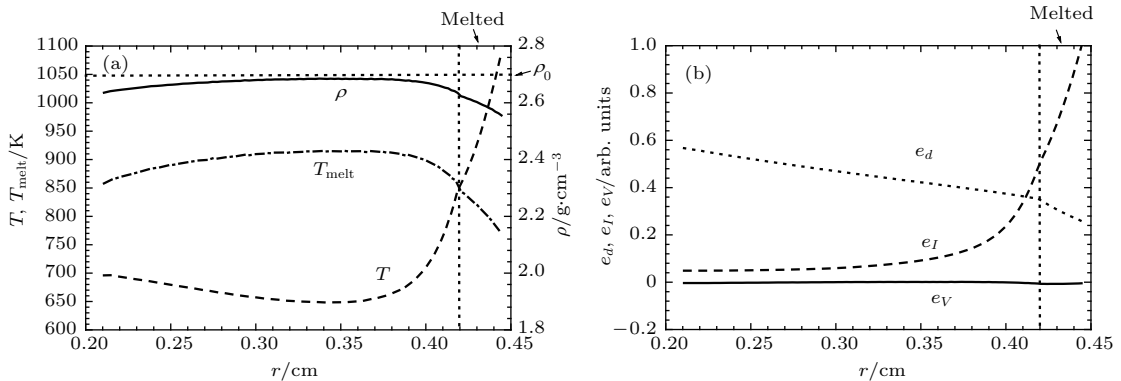 Melted
(a)
1100
1050
1000
950
900
850
800
750
700
650
600
T, T_melt/K
2.8
2.6
2.4
2.2
2.0
1.8
ρ/g·cm⁻³
ρ₀
ρ
T_melt
T
0.20 0.25 0.30 0.35 0.40 0.45
r/cm
Melted
(b)
1.0
0.8
0.6
0.4
0.2
0
−0.2
e_d, e_I, e_V/arb. units
e_d
e_I
e_V
0.20 0.25 0.30 0.35 0.40 0.45
r/cm